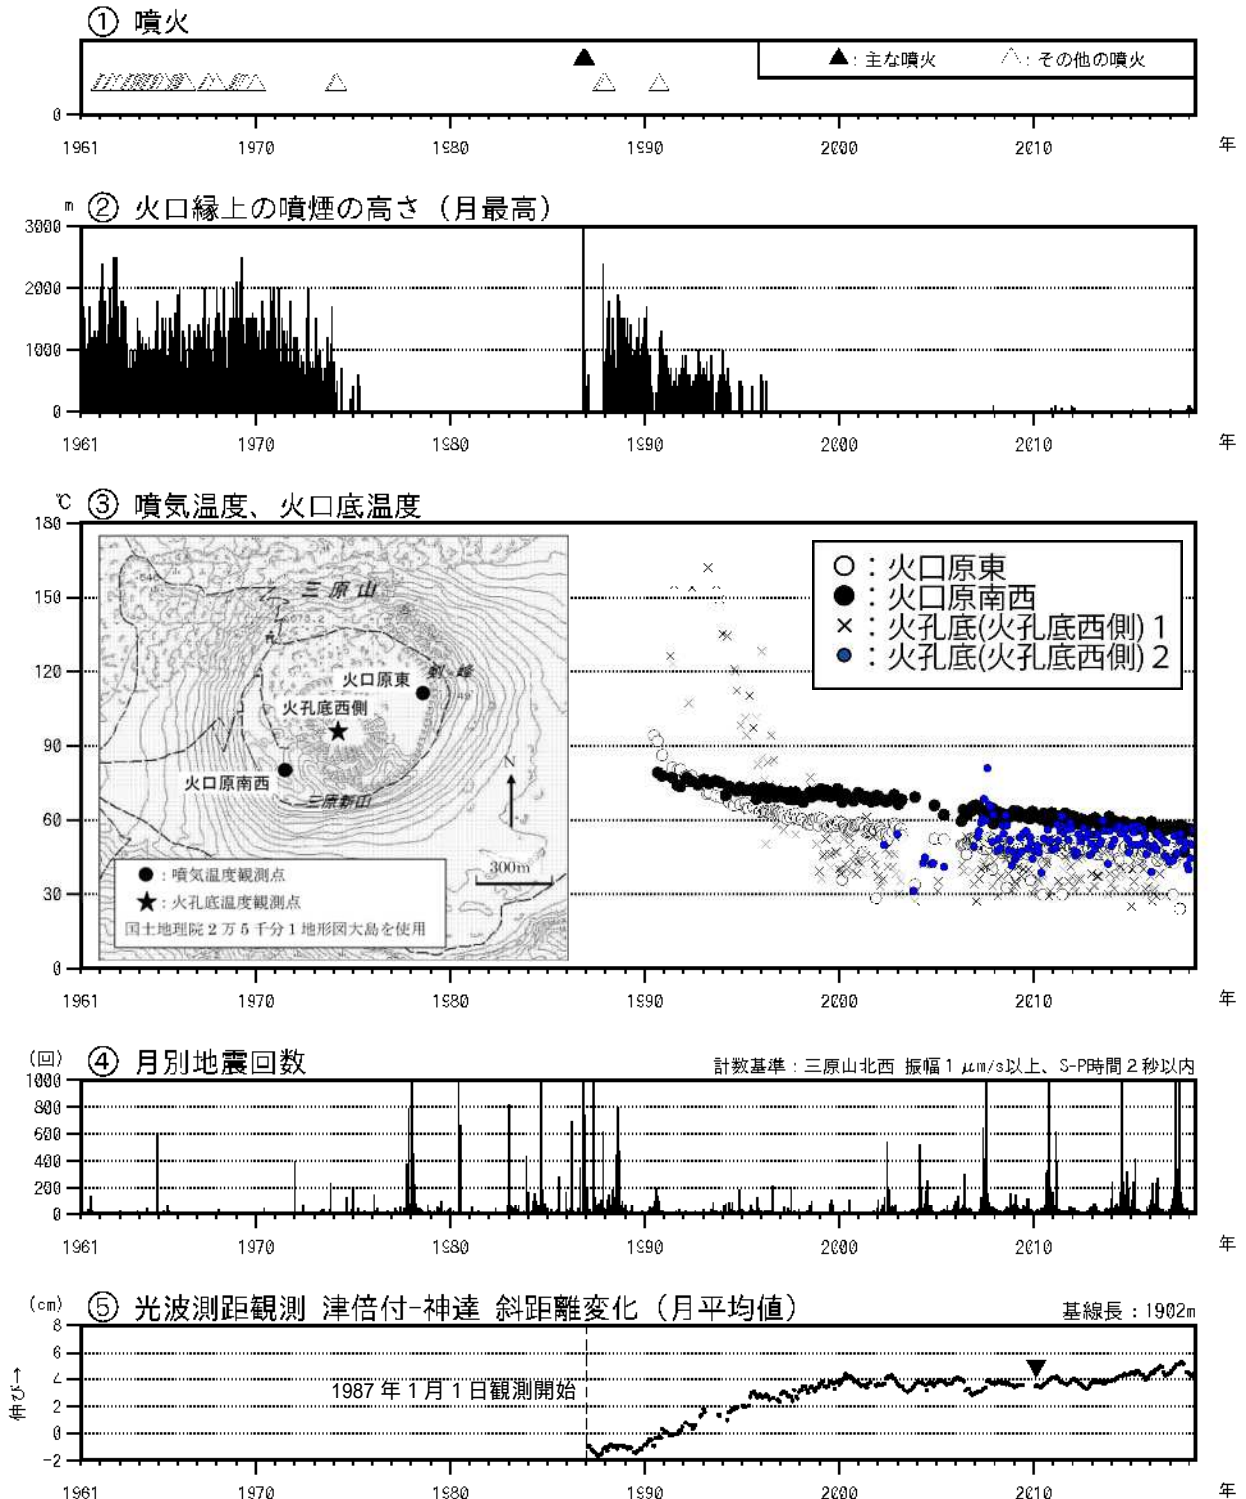 ① 噴火
▲：主な噴火 △：その他の噴火
0
1961 1970 1980 1990 2000 2010 年
m ② 火口縁上の噴煙の高さ（月最高）
3000
2000
1000
0
1961 1970 1980 1990 2000 2010 年
℃ ③ 噴気温度、火口底温度
180
150
120
90
60
30
0
○：火口原東
●：火口原南西
×：火孔底(火孔底西側) 1
●：火孔底(火孔底西側) 2
三原山
剣ヶ峰
火口原東
火孔底西側
火口原南西
三原新山
N
300m
●：噴気温度観測点
★：火孔底温度観測点
国土地理院２万５千分１地形図大島を使用
1961 1970 1980 1990 2000 2010 年
(回) ④ 月別地震回数
計数基準：三原山北西 振幅１μm/s以上、S-P時間２秒以内
1000
800
600
400
200
0
1961 1970 1980 1990 2000 2010 年
(cm) ⑤ 光波測距観測 津倍付-神達 斜距離変化（月平均値）
基線長：1902m
8
6
4
2
0
-2
伸び→
1987年１月１日観測開始
1961 1970 1980 1990 2000 2010 年